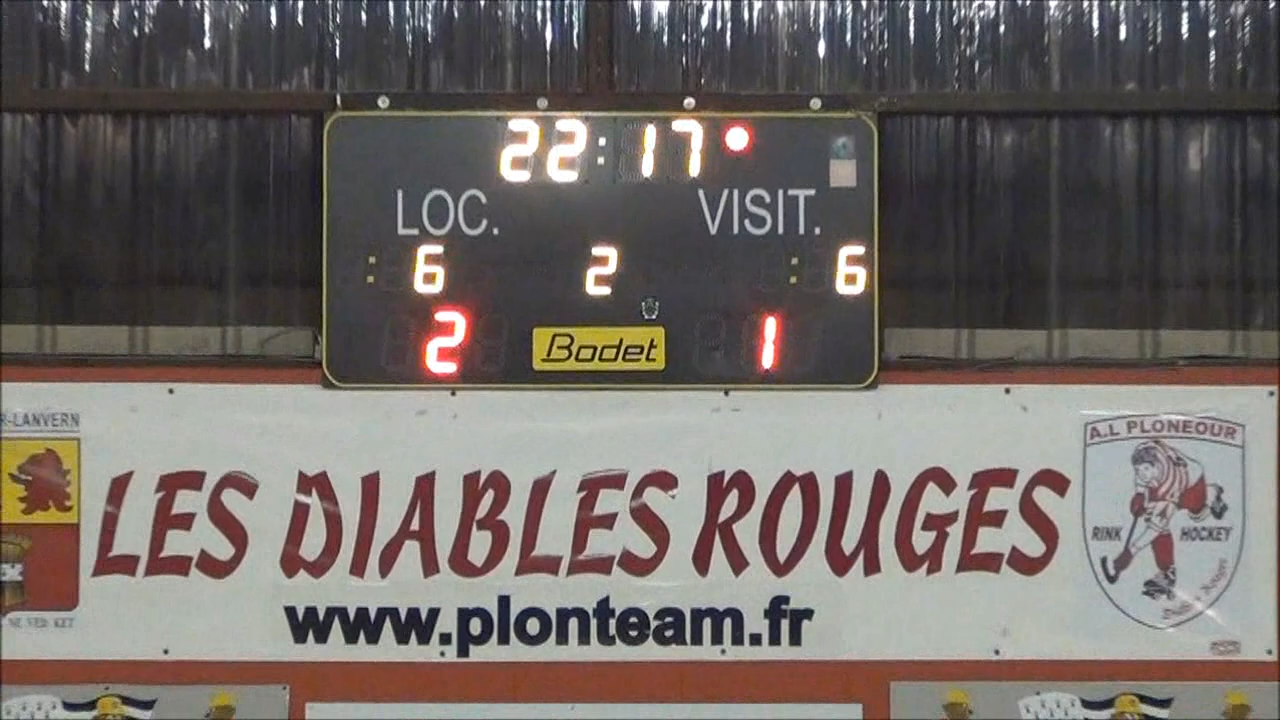 22:17
LOC. VISIT.
: 6 2 : 6
2 Bodet 1
R-LANVERN
LES DIABLES ROUGES
www.plonteam.fr
A.L PLONEOUR
RINK HOCKEY